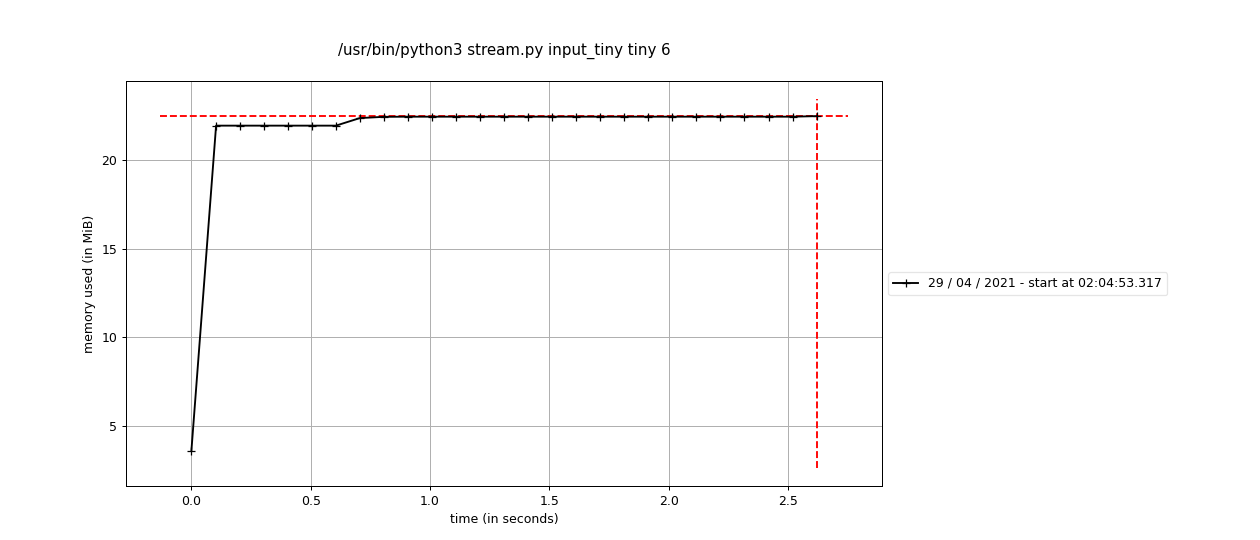 /usr/bin/python3 stream.py input_tiny tiny 6
20
15
10
5
memory used (in MiB)
0.0 0.5 1.0 1.5 2.0 2.5
time (in seconds)
29 / 04 / 2021 - start at 02:04:53.317